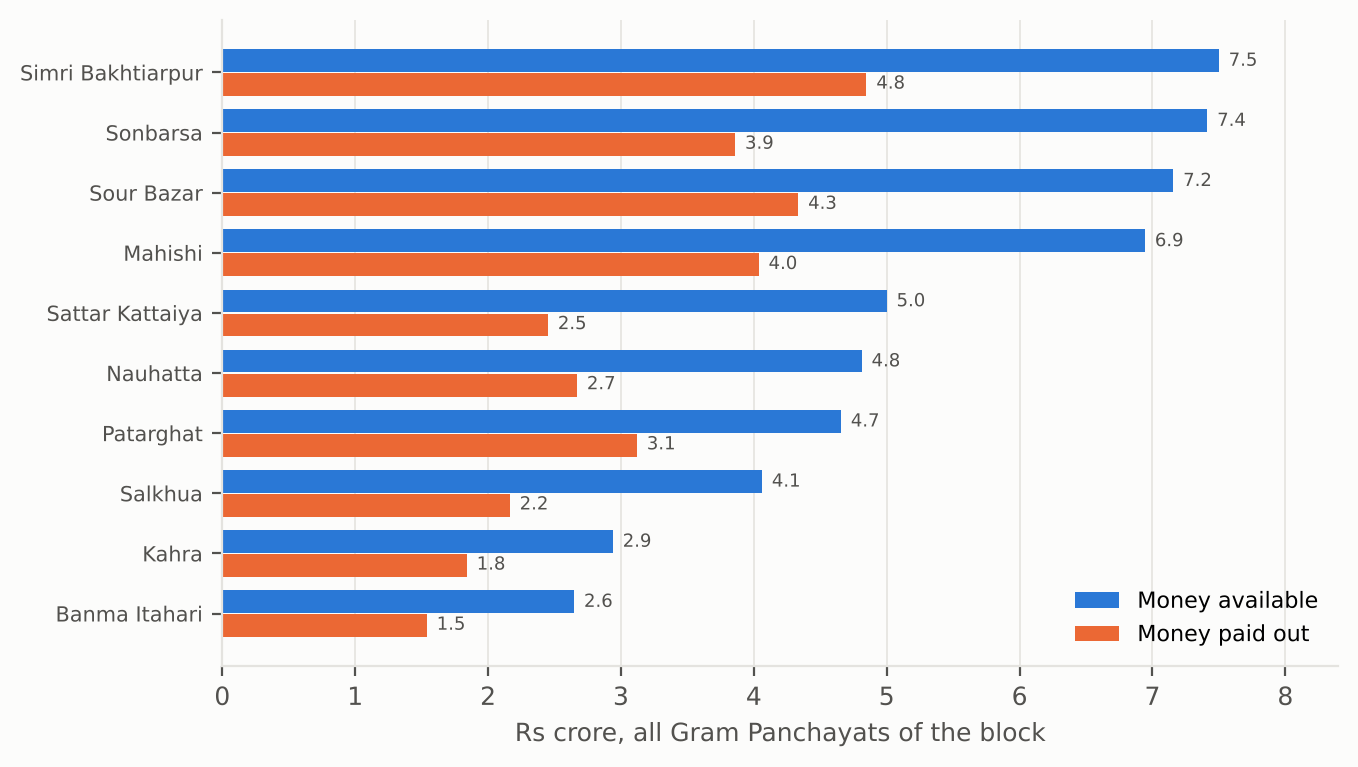 Simri Bakhtiarpur 7.5
4.8
Sonbarsa 7.4
3.9
Sour Bazar 7.2
4.3
Mahishi 6.9
4.0
Sattar Kattaiya 5.0
2.5
Nauhatta 4.8
2.7
Patarghat 4.7
3.1
Salkhua 4.1
2.2
Kahra 2.9
1.8
Banma Itahari 2.6
1.5
Money available
Money paid out
0 1 2 3 4 5 6 7 8
Rs crore, all Gram Panchayats of the block